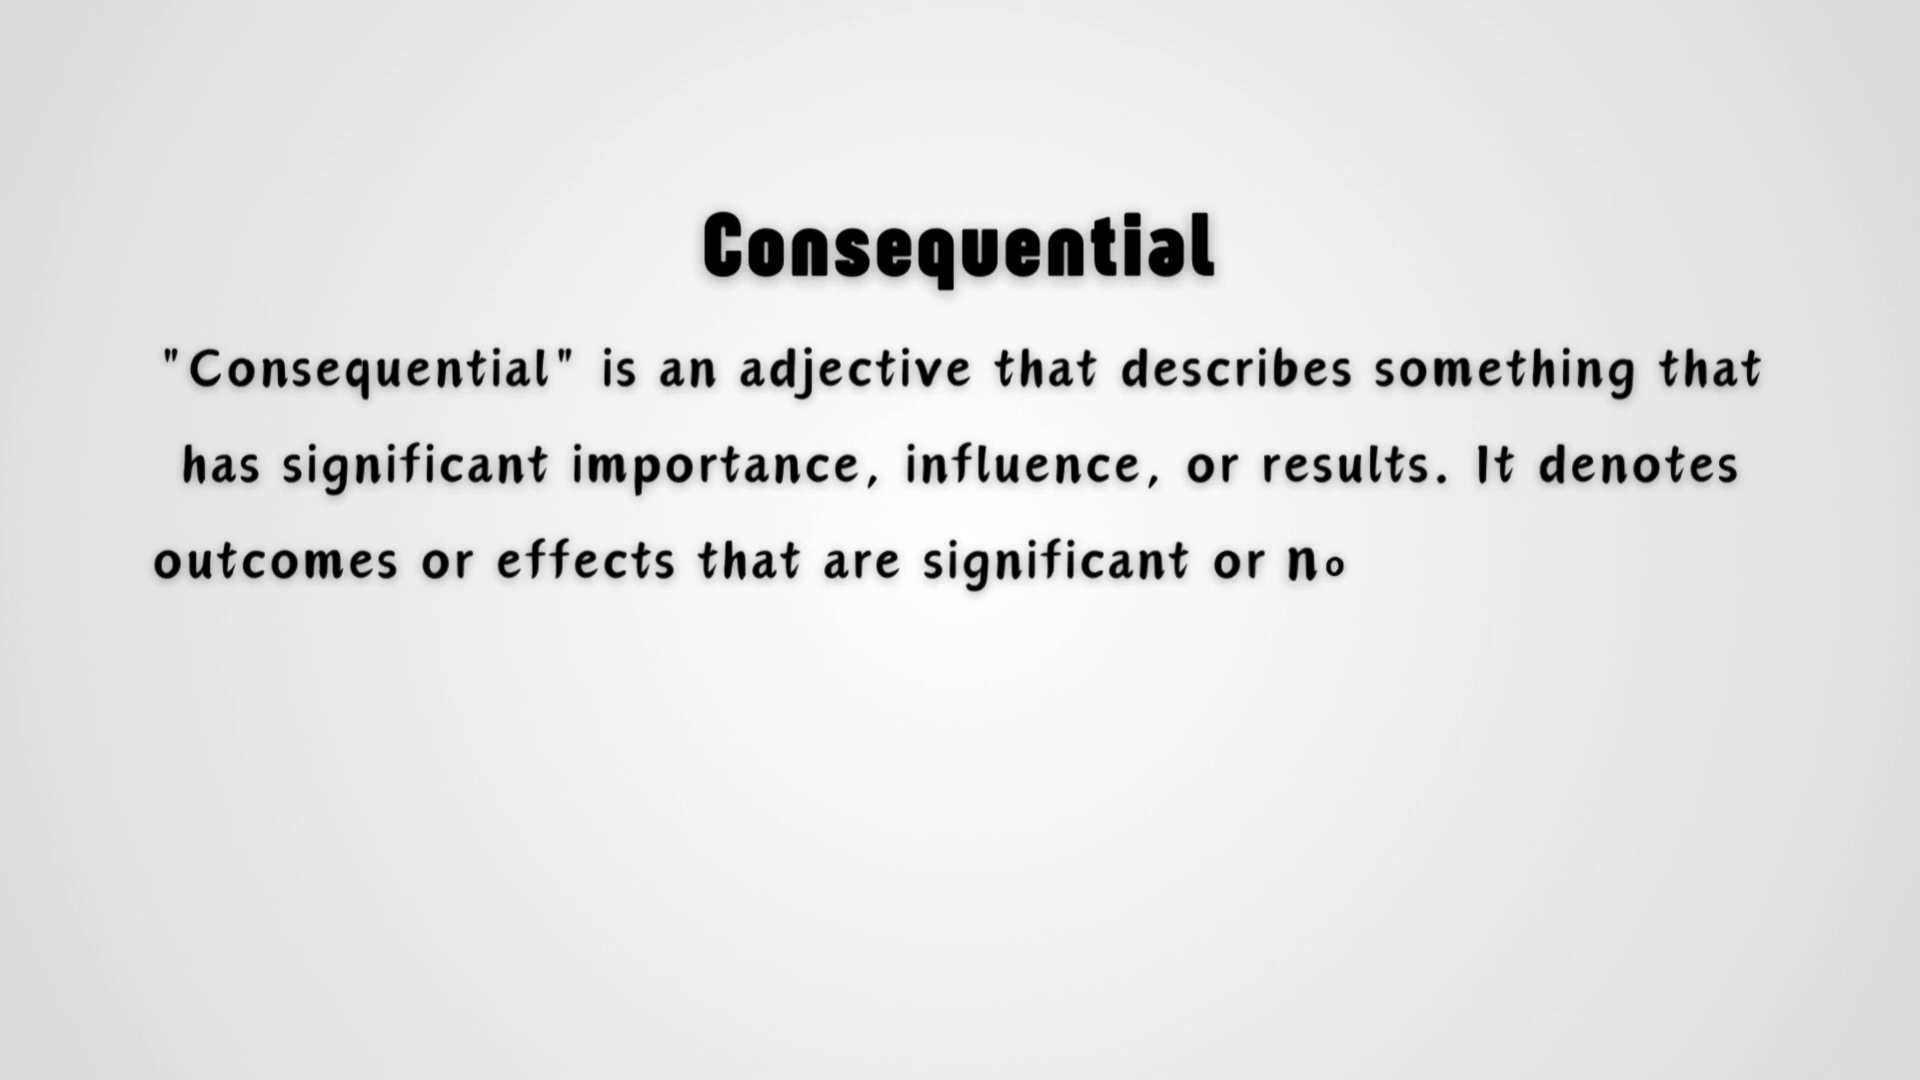 Consequential
"Consequential" is an adjective that describes something that
has significant importance, influence, or results. It denotes
outcomes or effects that are significant or no